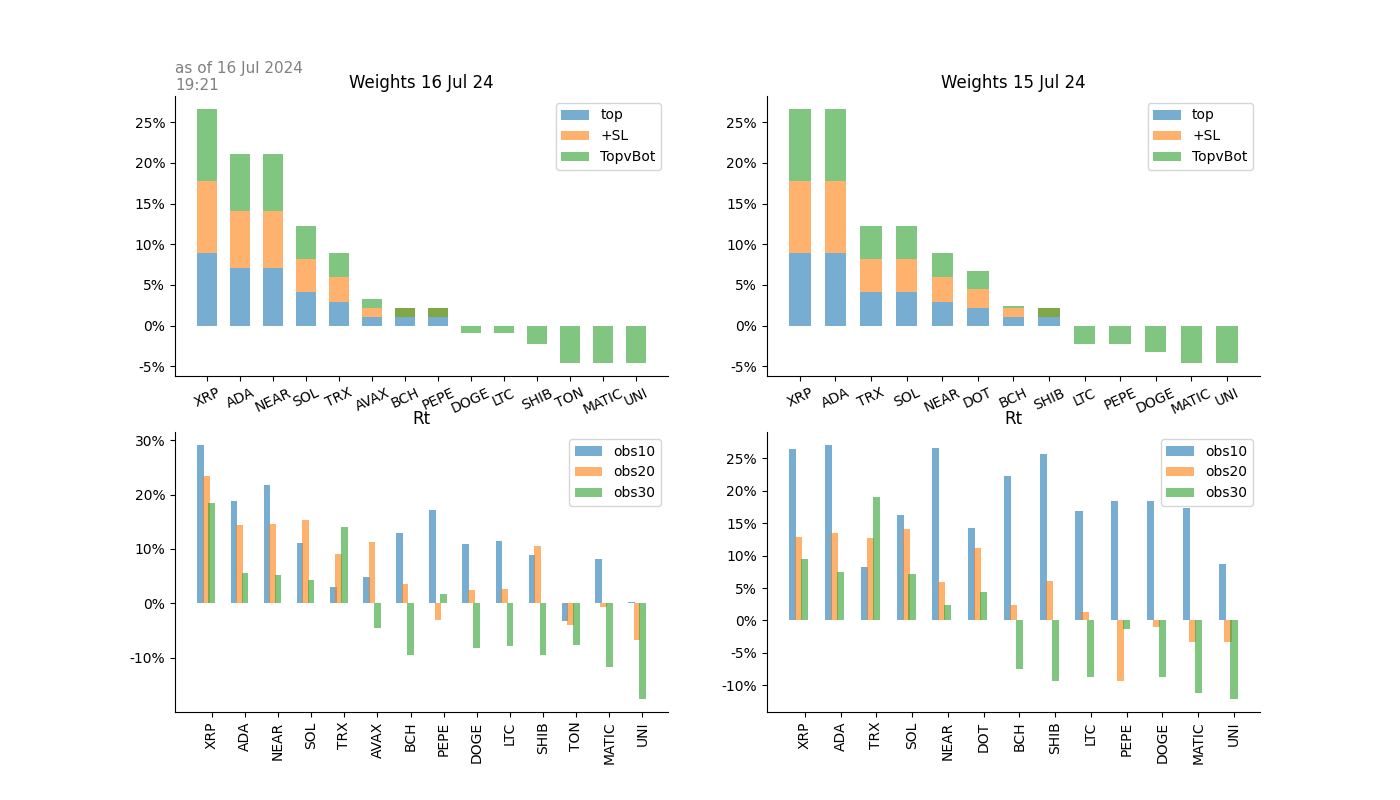 as of 16 Jul 2024
19:21
Weights 16 Jul 24
top
+SL
TopvBot
25%
20%
15%
10%
5%
0%
-5%
XRP ADA NEAR SOL TRX AVAX BCH PEPE DOGE LTC SHIB TON MATIC UNI
Weights 15 Jul 24
top
+SL
TopvBot
25%
20%
15%
10%
5%
0%
-5%
XRP ADA TRX SOL NEAR DOT BCH SHIB LTC PEPE DOGE MATIC UNI
Rt
obs10
obs20
obs30
30%
20%
10%
0%
-10%
XRP ADA NEAR SOL TRX AVAX BCH PEPE DOGE LTC SHIB TON MATIC UNI
Rt
obs10
obs20
obs30
25%
20%
15%
10%
5%
0%
-5%
-10%
XRP ADA TRX SOL NEAR DOT BCH SHIB LTC PEPE DOGE MATIC UNI